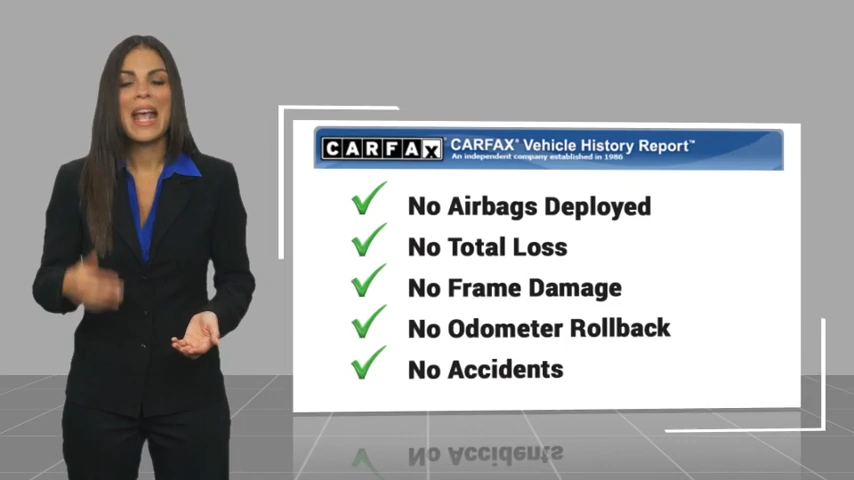 CARFAX CARFAX® Vehicle History Report™
An independent company established in 1986
No Airbags Deployed
No Total Loss
No Frame Damage
No Odometer Rollback
No Accidents
No Accidents